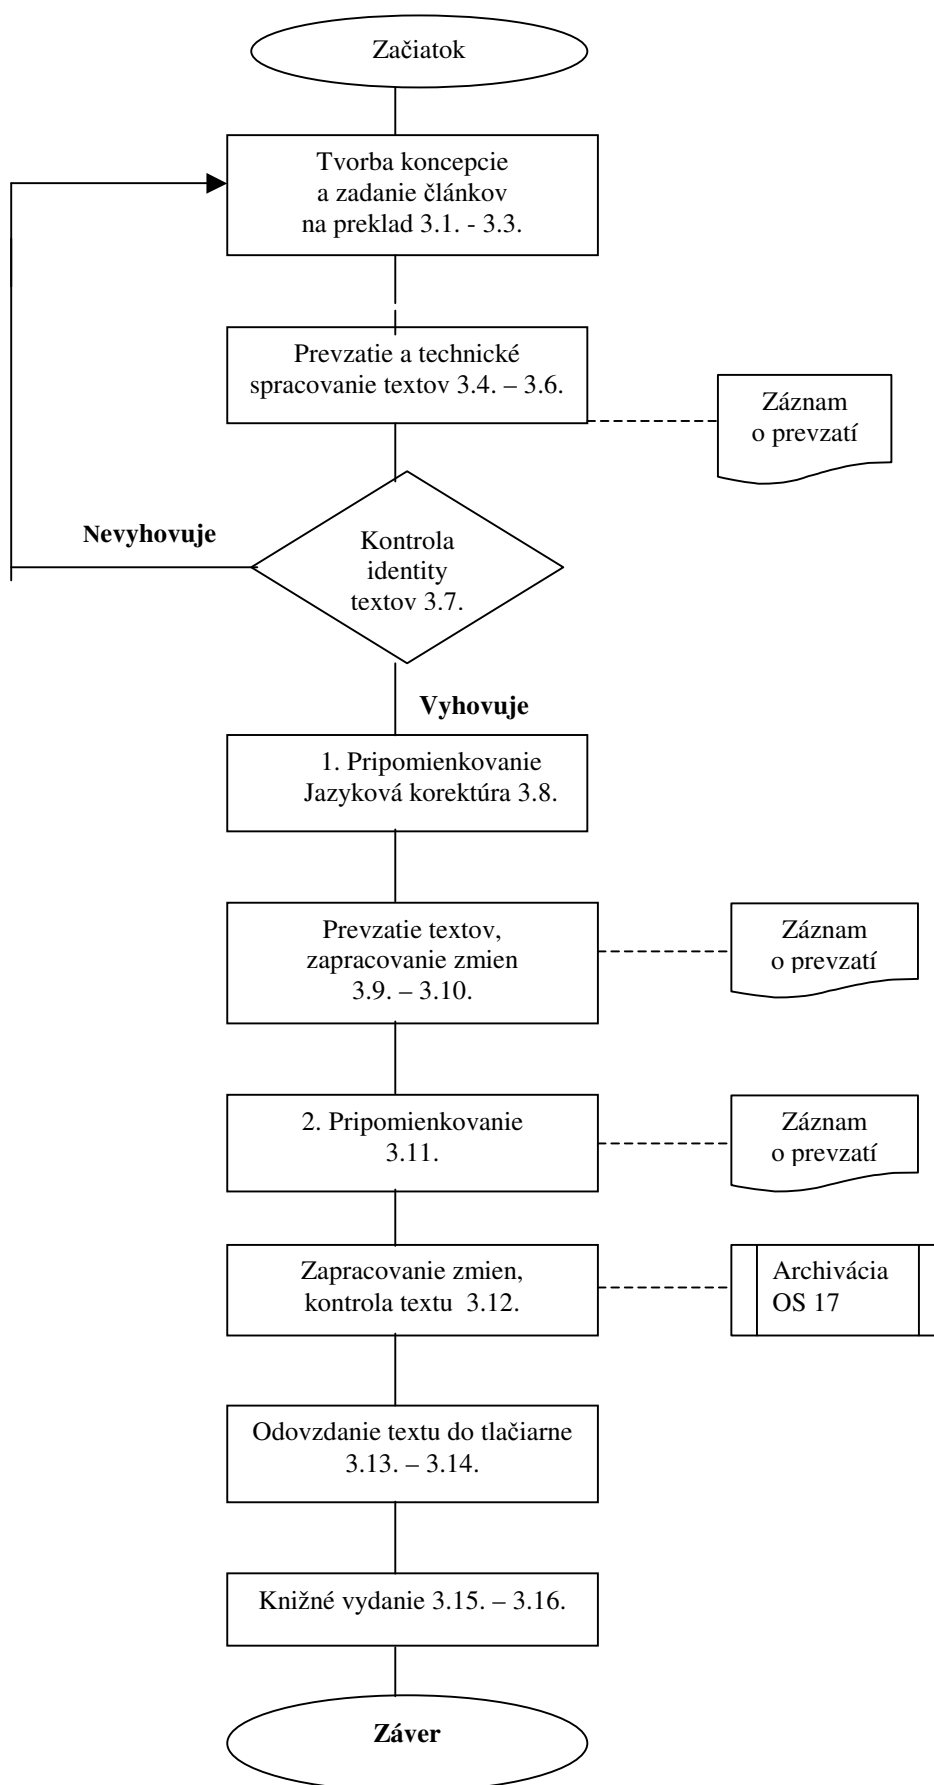 Začiatok
Tvorba koncepcie
a zadanie článkov
na preklad 3.1. - 3.3.
Prevzatie a technické
spracovanie textov 3.4. – 3.6.
Záznam
o prevzatí
Nevyhovuje
Kontrola
identity
textov 3.7.
Vyhovuje
1. Pripomienkovanie
Jazyková korektúra 3.8.
Prevzatie textov,
zapracovanie zmien
3.9. – 3.10.
Záznam
o prevzatí
2. Pripomienkovanie
3.11.
Záznam
o prevzatí
Zapracovanie zmien,
kontrola textu  3.12.
Archivácia
OS 17
Odovzdanie textu do tlačiarne
3.13. – 3.14.
Knižné vydanie 3.15. – 3.16.
Záver